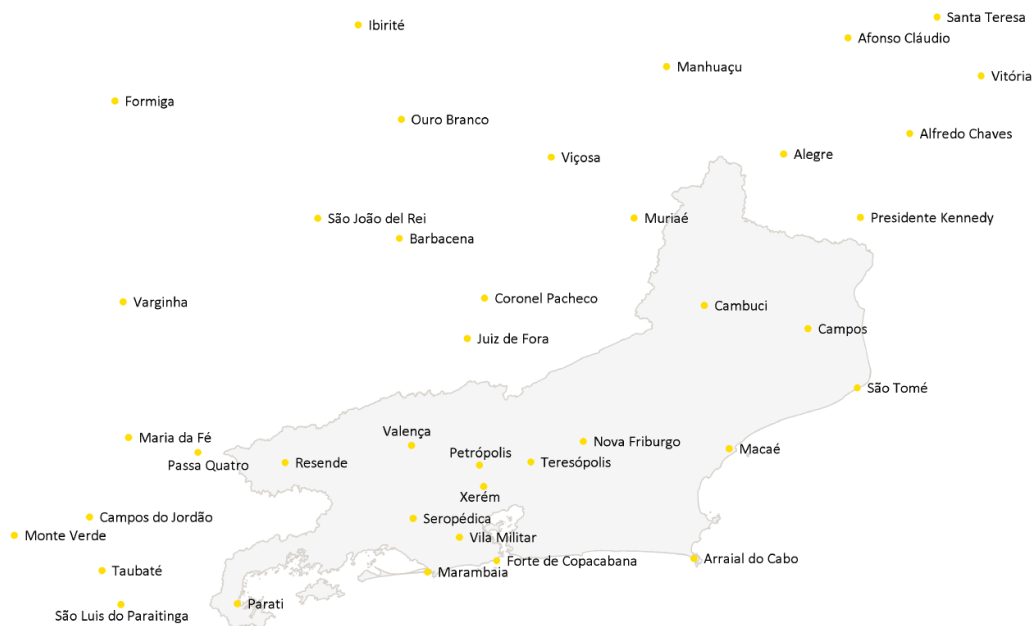 Santa Teresa
Ibirité
Afonso Cláudio
Manhuaçu
Vitória
Formiga
Ouro Branco
Alfredo Chaves
Alegre
Viçosa
Presidente Kennedy
São João del Rei
Muriaé
Barbacena
Coronel Pacheco
Varginha
Cambuci
Campos
Juiz de Fora
São Tomé
Valença
Maria da Fé
Nova Friburgo
Macaé
Petrópolis
Passa Quatro
Resende
Teresópolis
Xerém
Campos do Jordão
Seropédica
Monte Verde
Vila Militar
Arraial do Cabo
Forte de Copacabana
Taubaté
Marambaia
Parati
São Luis do Paraitinga